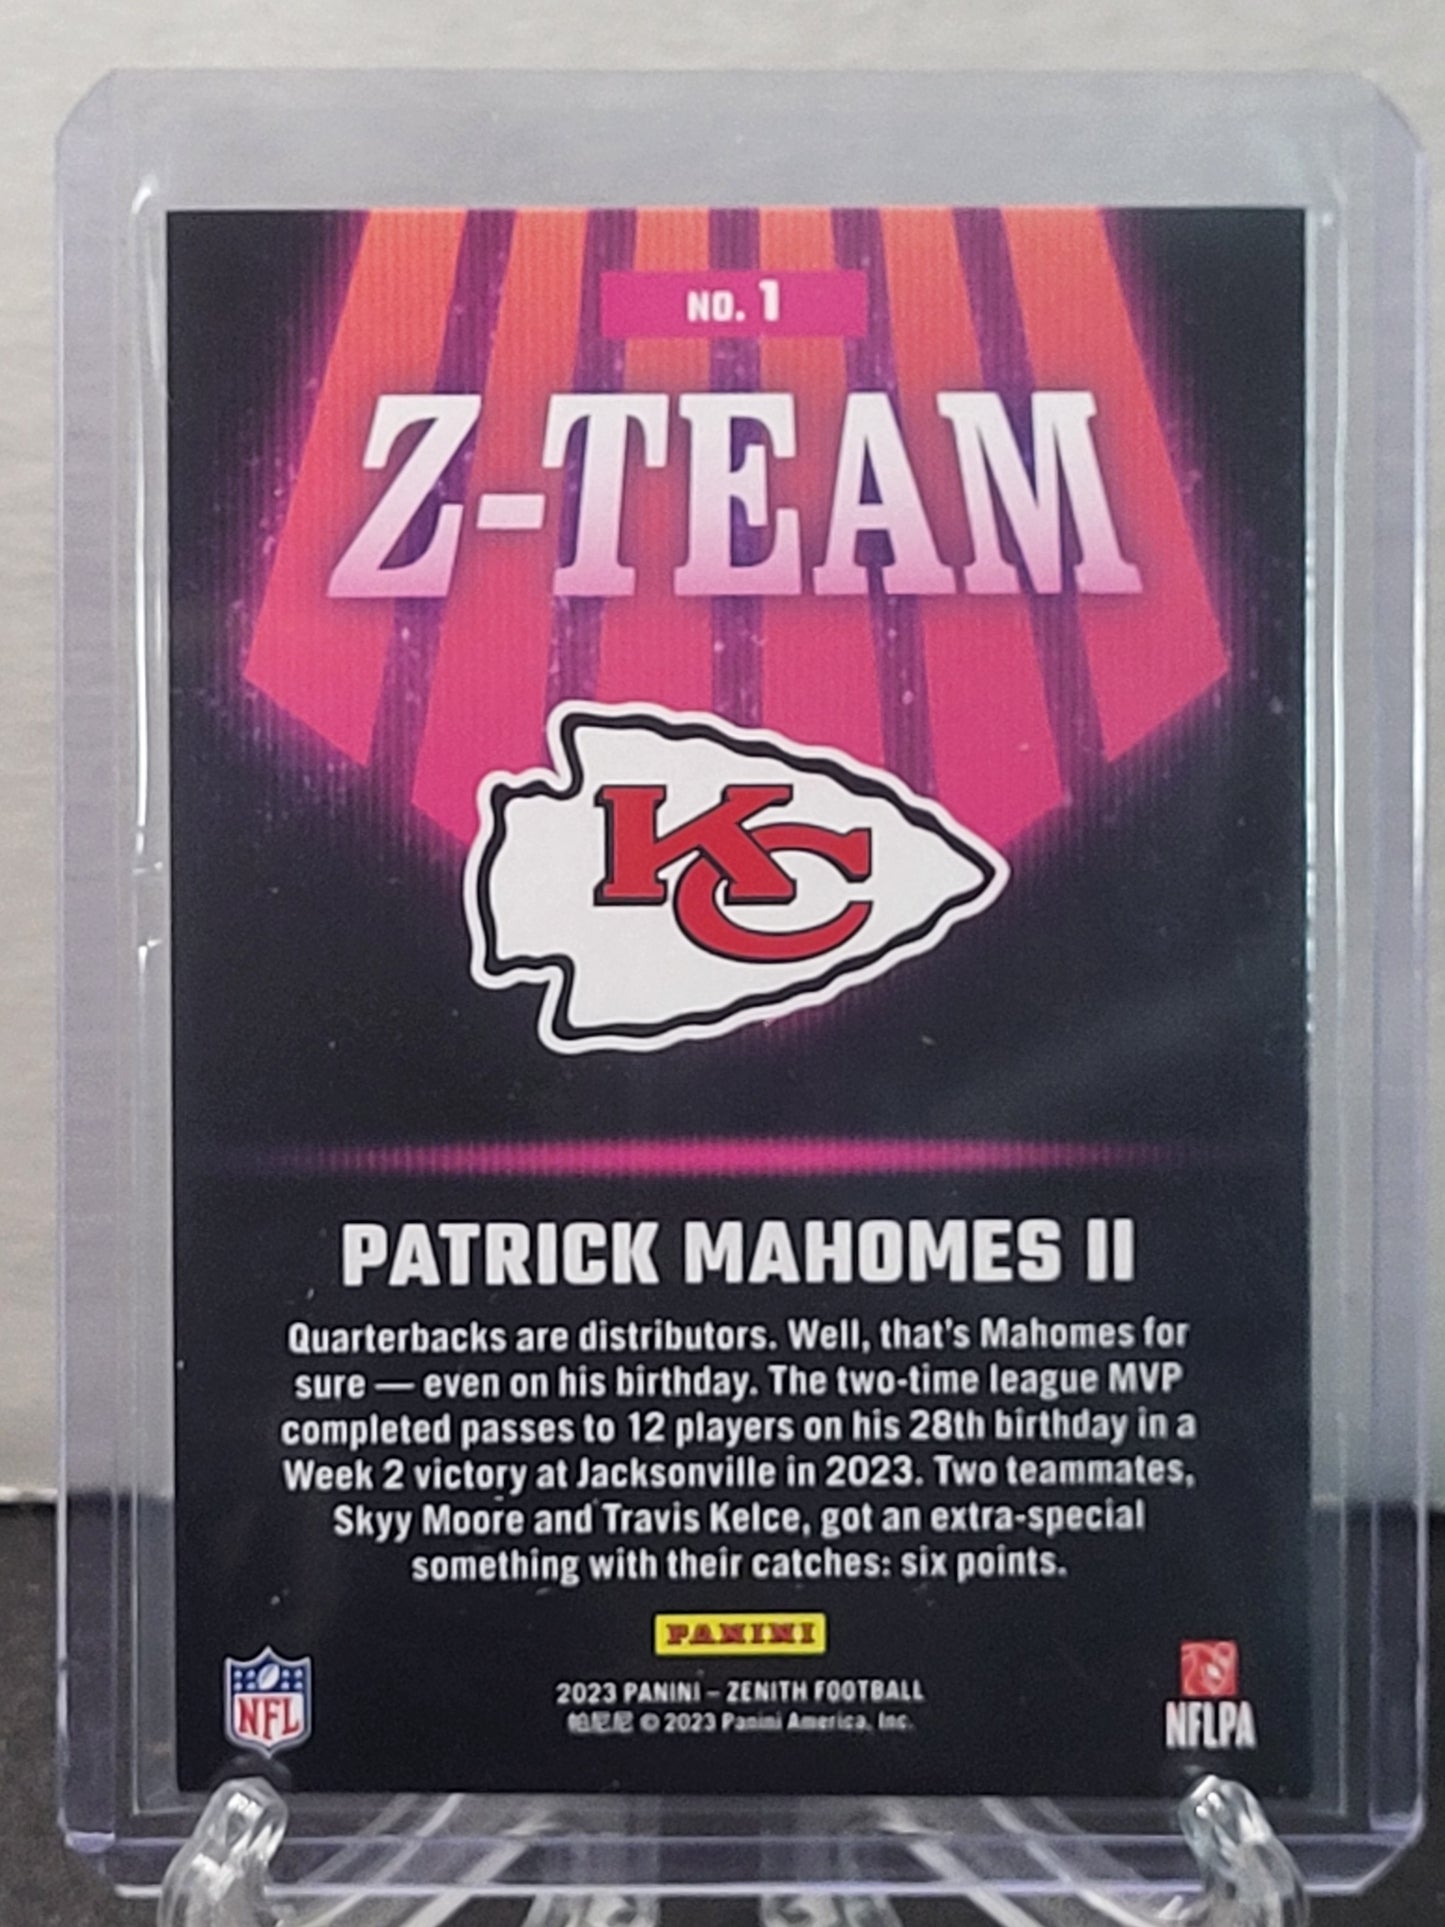 NO. 1
Z-TEAM
KC
PATRICK MAHOMES II
Quarterbacks are distributors. Well, that's Mahomes for
sure — even on his birthday. The two-time league MVP
completed passes to 12 players on his 28th birthday in a
Week 2 victory at Jacksonville in 2023. Two teammates,
Skyy Moore and Travis Kelce, got an extra-special
something with their catches: six points.
PANINI
2023 PANINI – ZENITH FOOTBALL
帕尼尼 © 2023 Panini America, Inc.
NFL
NFLPA